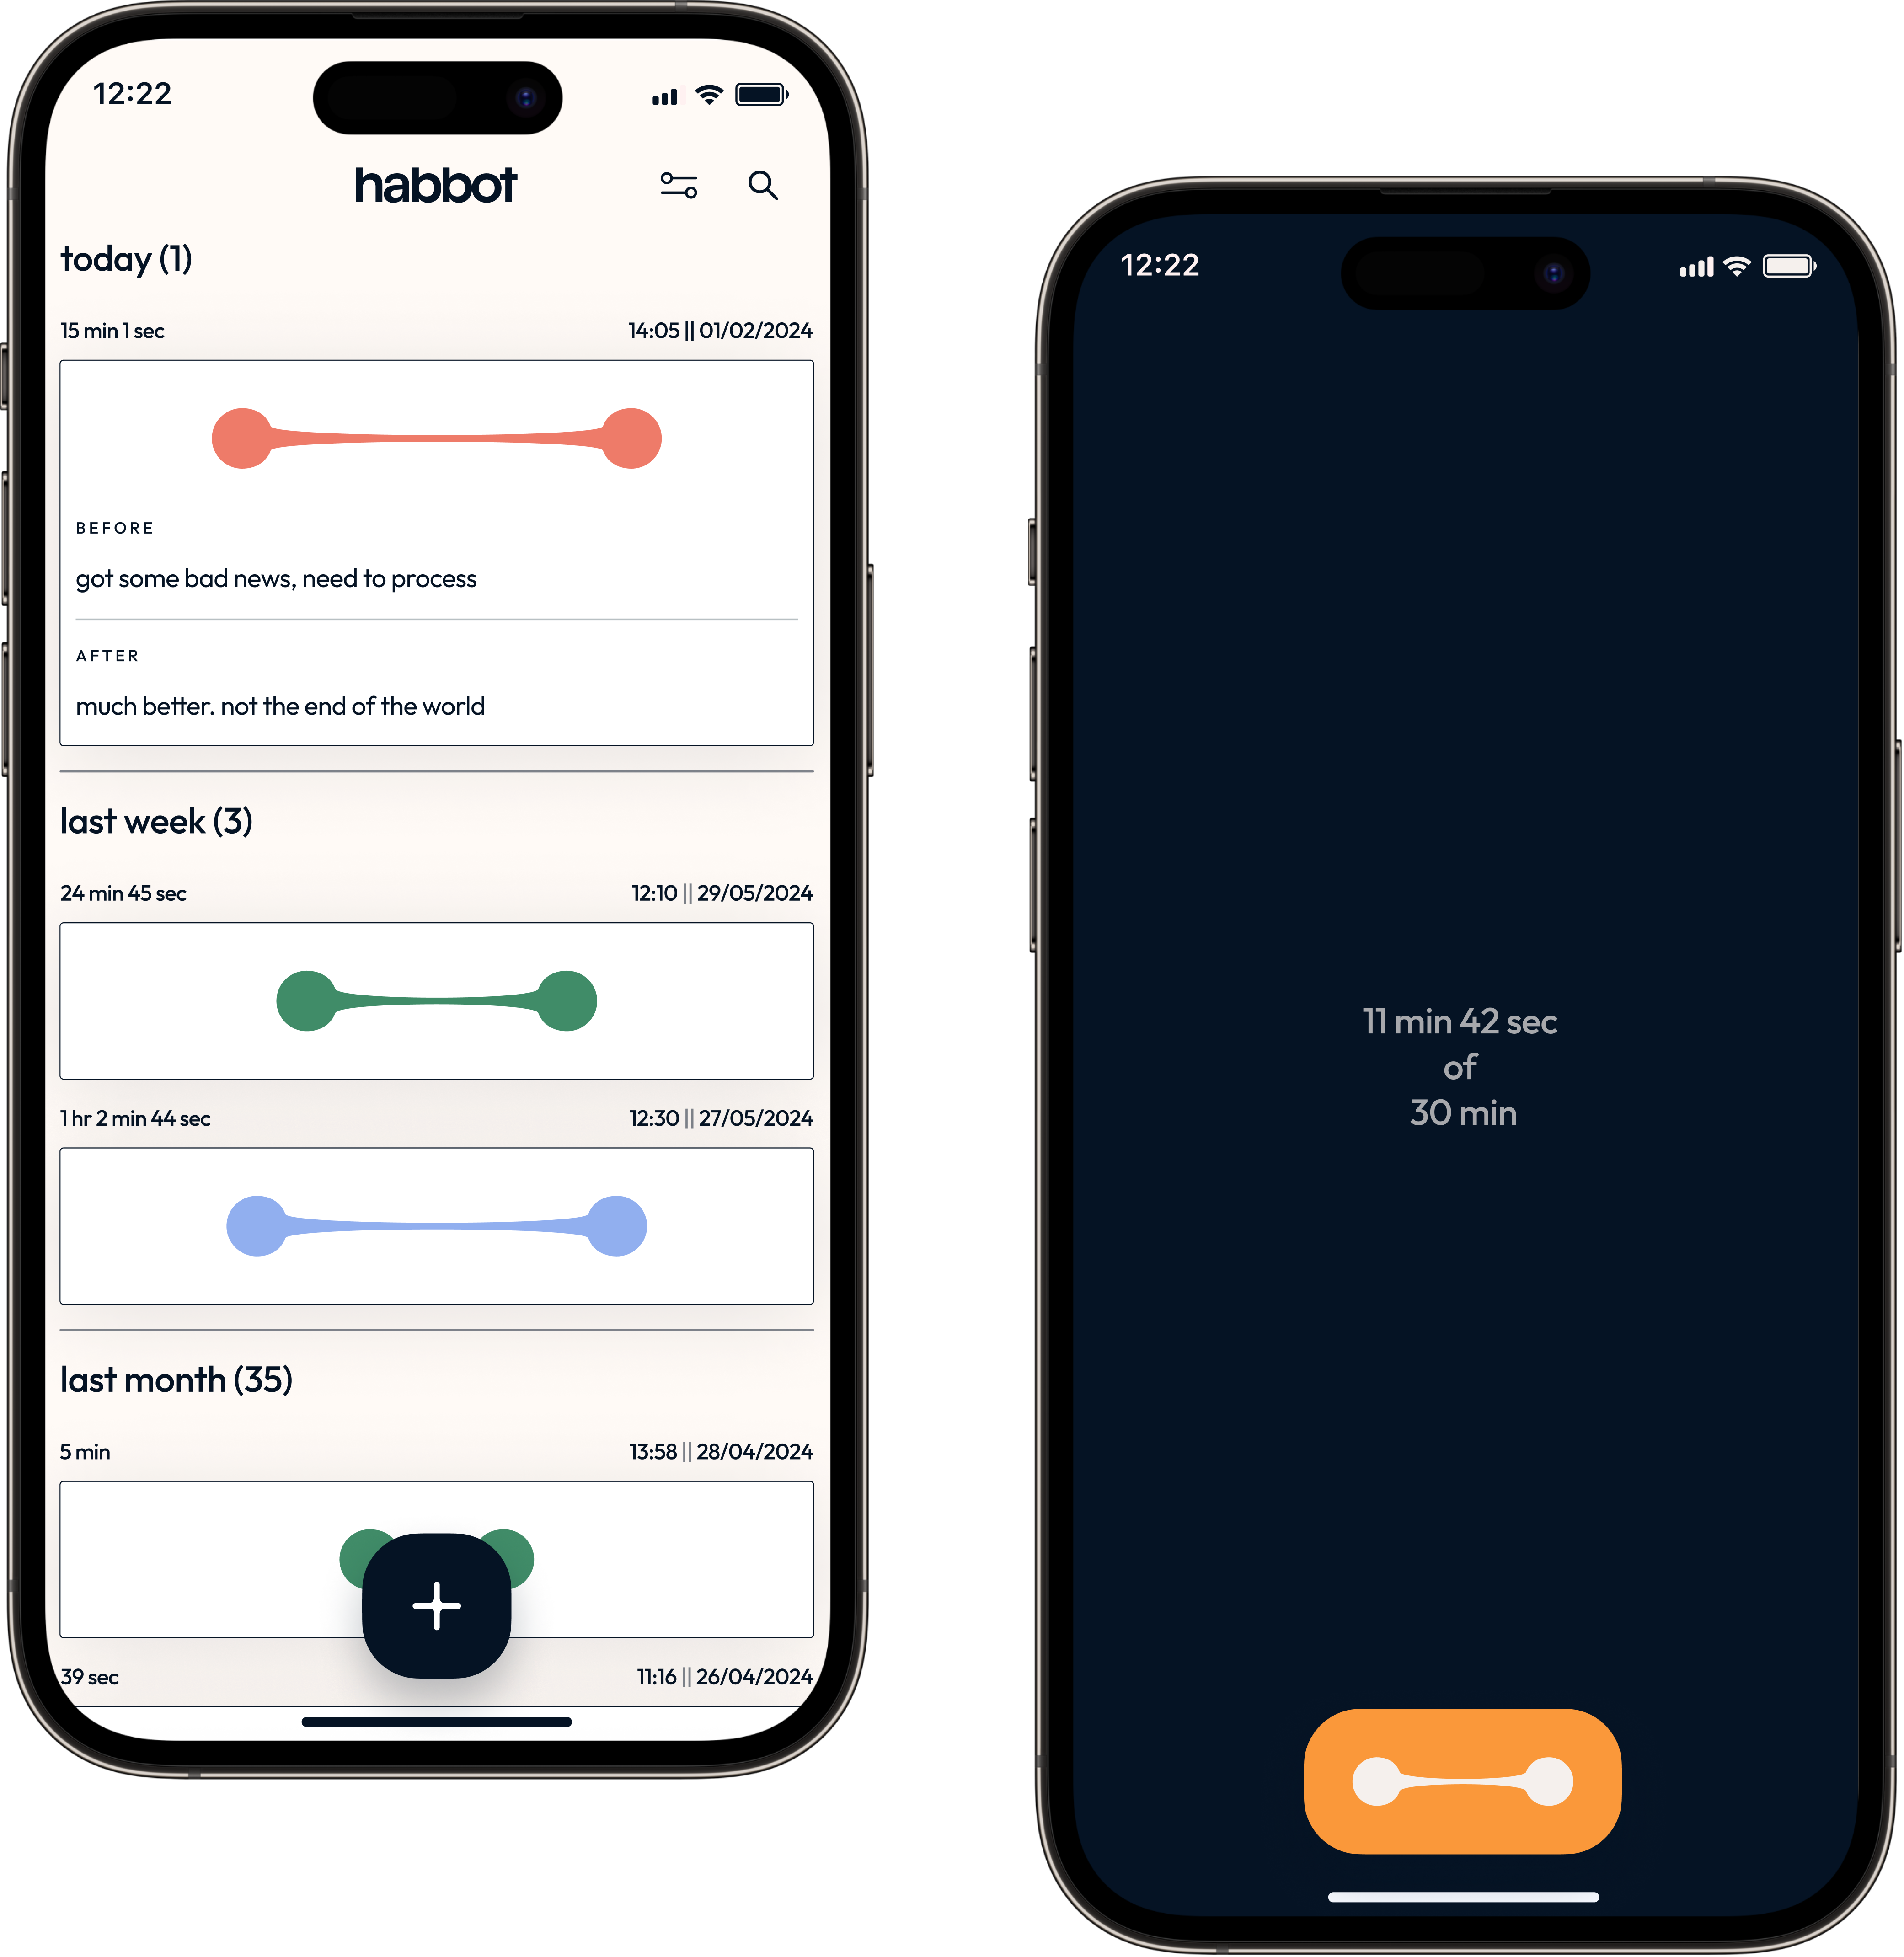 12:22
habbot
today (1)
15 min 1 sec
14:05 || 01/02/2024
BEFORE
got some bad news, need to process
AFTER
much better. not the end of the world
last week (3)
24 min 45 sec
12:10 || 29/05/2024
1 hr 2 min 44 sec
12:30 || 27/05/2024
last month (35)
5 min
13:58 || 28/04/2024
39 sec
11:16 || 26/04/2024
12:22
11 min 42 sec
of
30 min